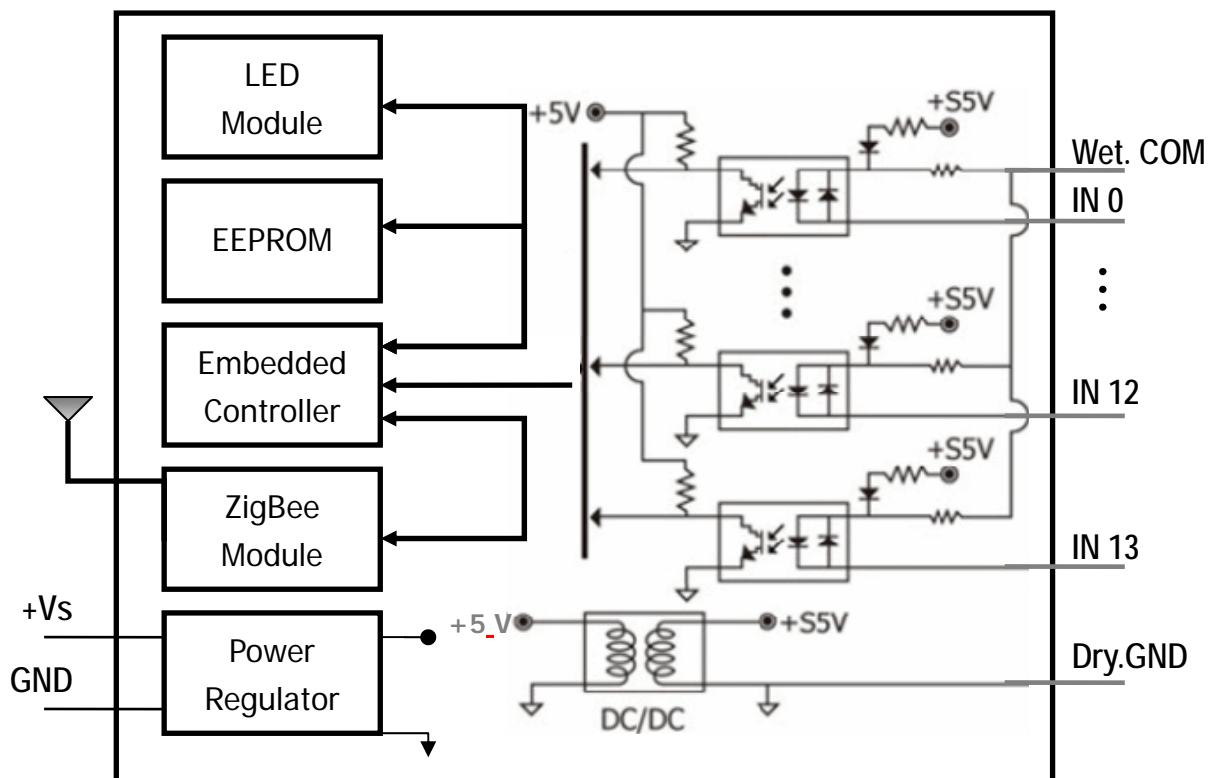 LED
Module
EEPROM
Embedded
Controller
ZigBee
Module
+Vs
GND
Power
Regulator
+5V
+S5V
Wet. COM
IN 0
+S5V
IN 12
+S5V
IN 13
+5_V
+S5V
DC/DC
Dry.GND